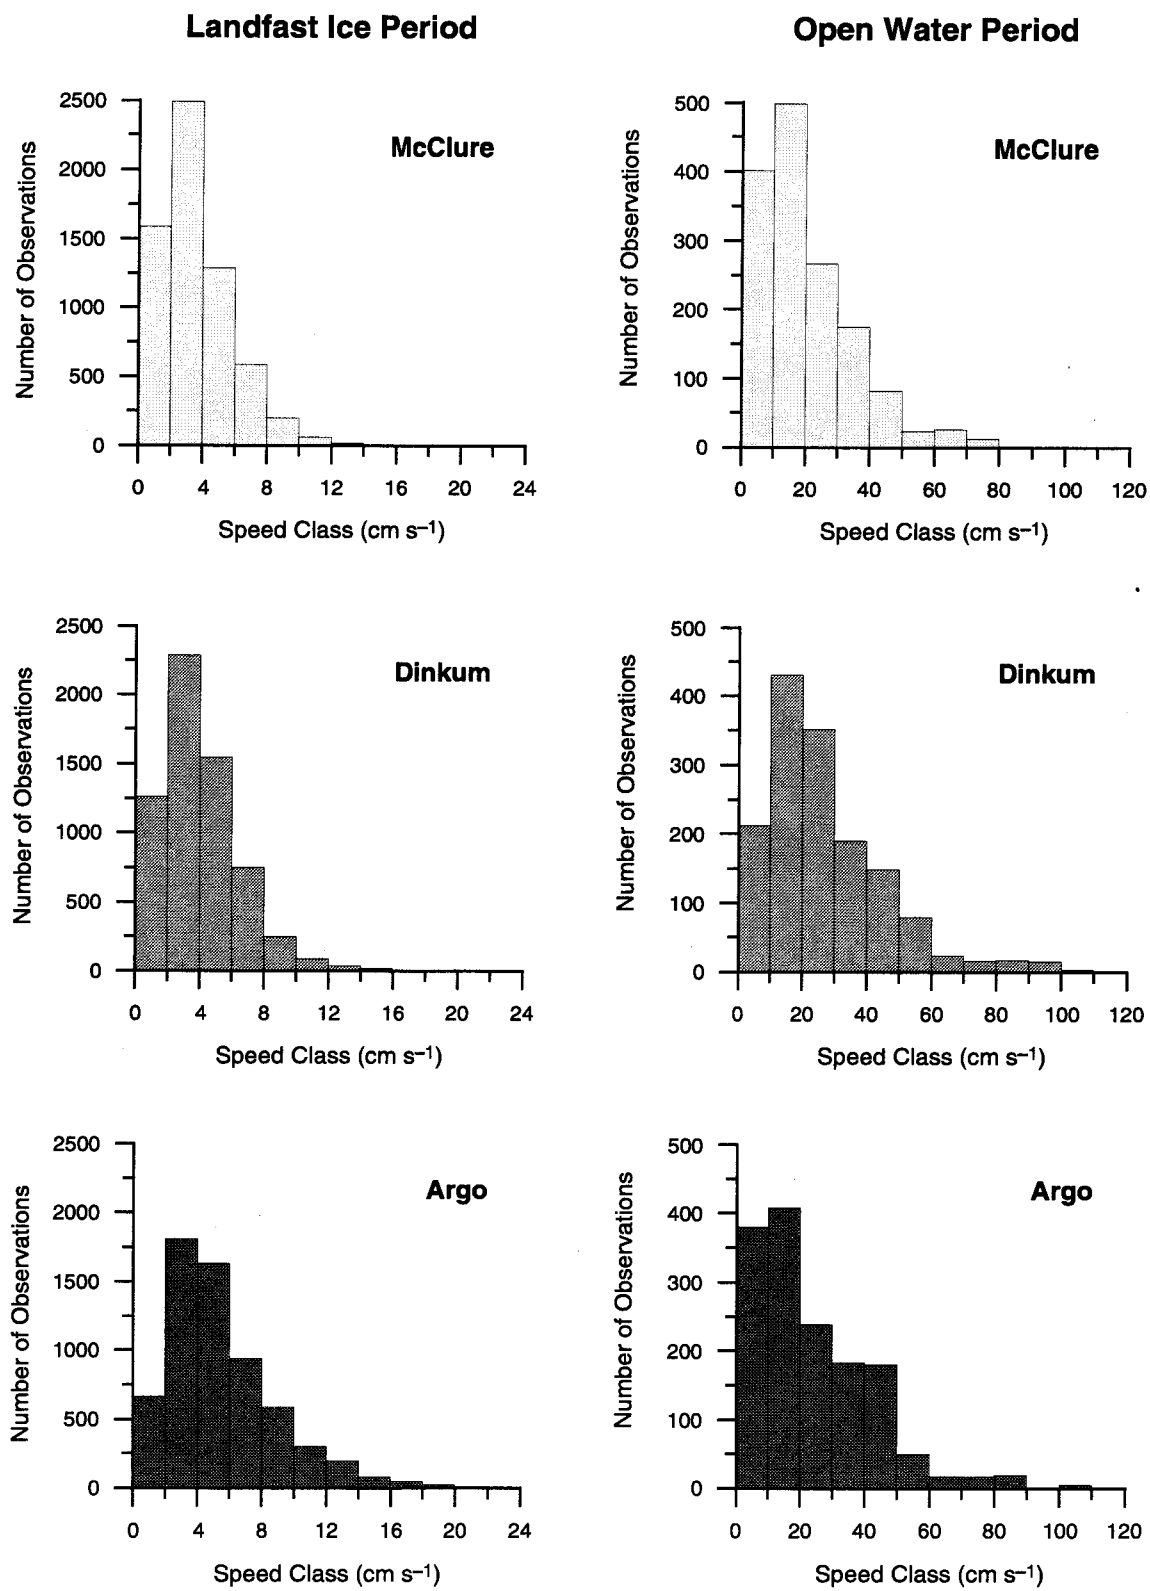 Landfast Ice Period
Open Water Period
McClure
Number of Observations
2500
2000
1500
1000
500
0
0 4 8 12 16 20 24
Speed Class (cm s–1)
McClure
Number of Observations
500
400
300
200
100
0
0 20 40 60 80 100 120
Speed Class (cm s–1)
Dinkum
Number of Observations
2500
2000
1500
1000
500
0
0 4 8 12 16 20 24
Speed Class (cm s–1)
Dinkum
Number of Observations
500
400
300
200
100
0
0 20 40 60 80 100 120
Speed Class (cm s–1)
Argo
Number of Observations
2500
2000
1500
1000
500
0
0 4 8 12 16 20 24
Speed Class (cm s–1)
Argo
Number of Observations
500
400
300
200
100
0
0 20 40 60 80 100 120
Speed Class (cm s–1)